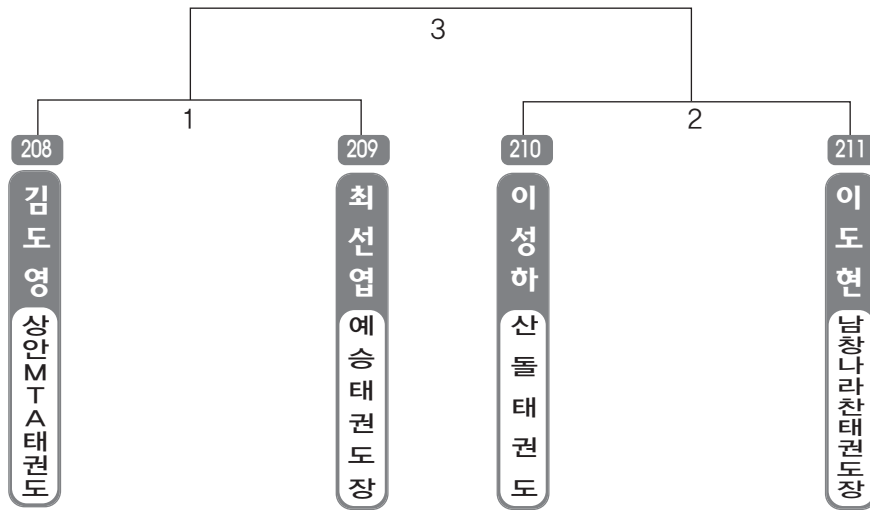 3
1
2
208
209
210
211
김도영
최선엽
이성하
이도현
상안MTA태권도
예승태권도장
산돌태권도
남창나라찬태권도장